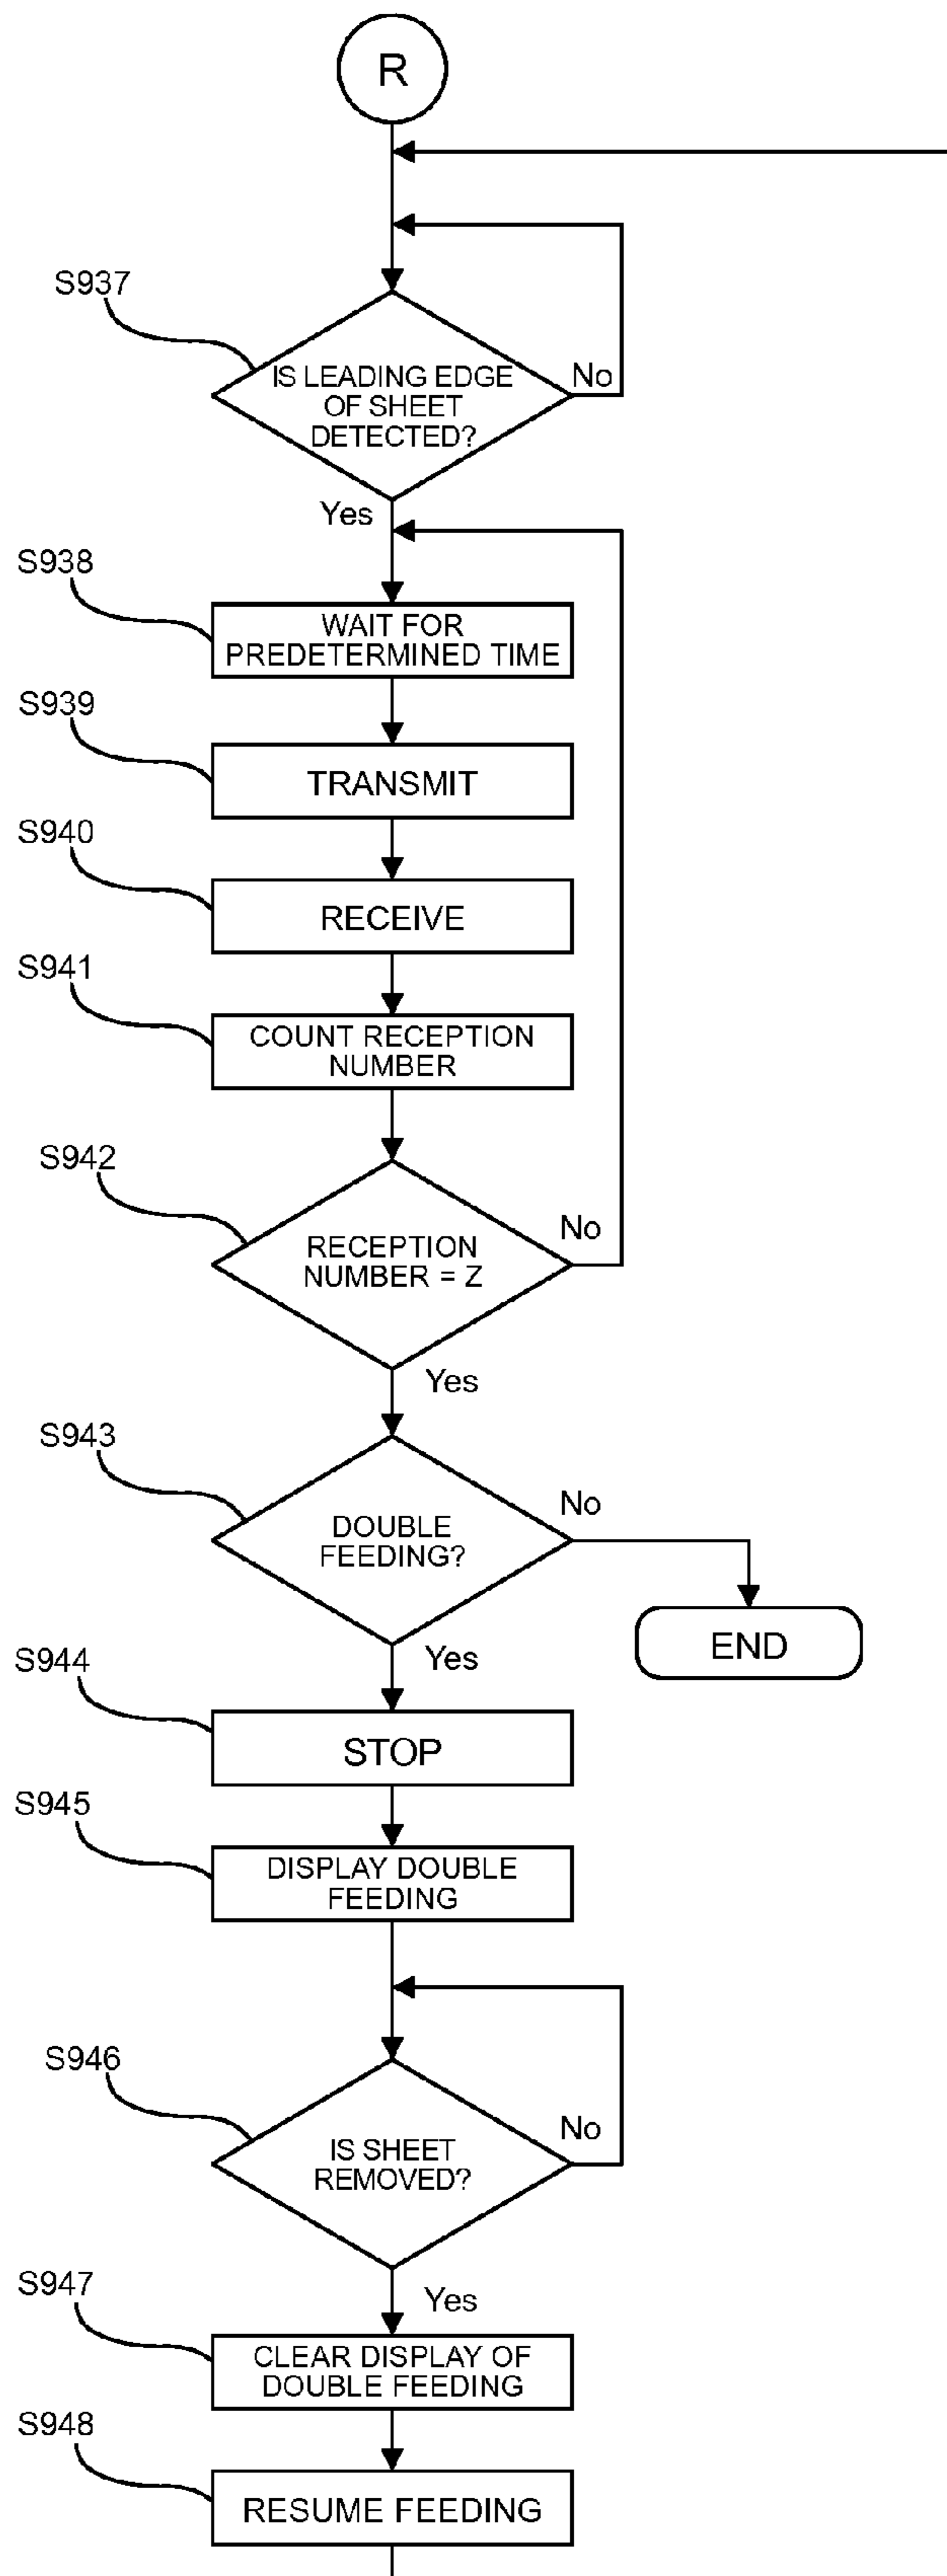 R
S937
IS LEADING EDGE
OF SHEET
DETECTED?
No
Yes
S938
WAIT FOR
PREDETERMINED TIME
S939
TRANSMIT
S940
RECEIVE
S941
COUNT RECEPTION
NUMBER
S942
RECEPTION
NUMBER = Z
No
Yes
S943
DOUBLE
FEEDING?
No
END
Yes
S944
STOP
S945
DISPLAY DOUBLE
FEEDING
S946
IS SHEET
REMOVED?
No
Yes
S947
CLEAR DISPLAY OF
DOUBLE FEEDING
S948
RESUME FEEDING